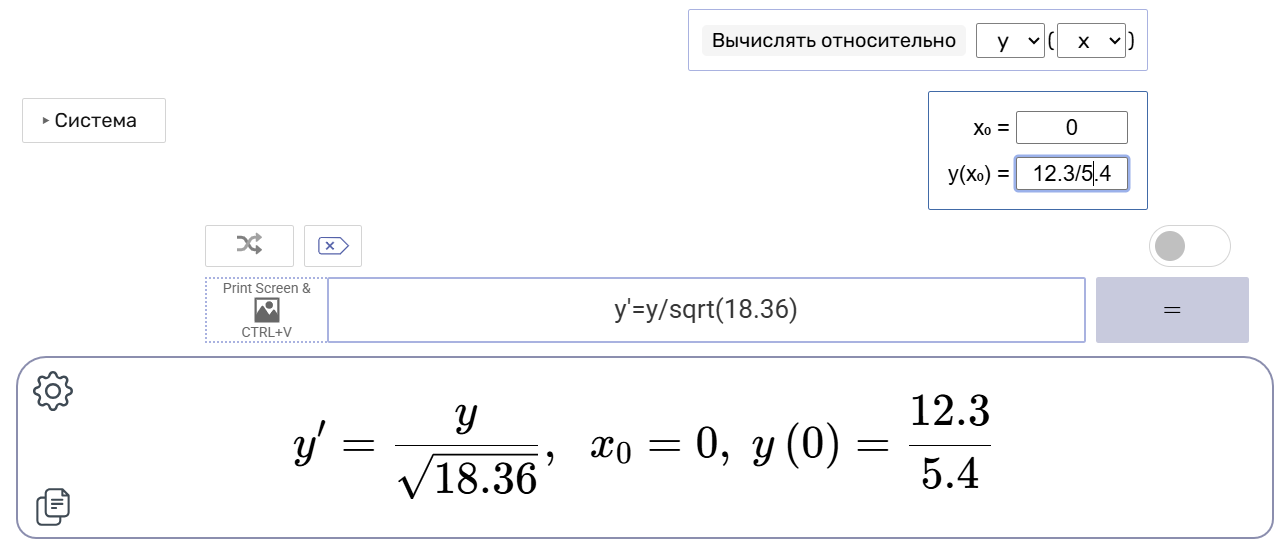 Вычислять относительно y ( x )
▸ Система
x₀ = 0
y(x₀) = 12.3/5.4
Print Screen &
CTRL+V
y'=y/sqrt(18.36)
=
y' = y/√18.36, x₀ = 0, y (0) = 12.3/5.4